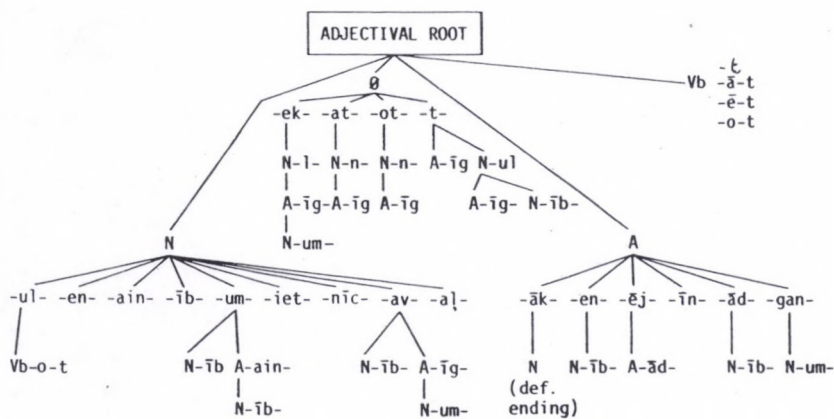 ADJECTIVAL ROOT
-t
Ø Vb -ā-t
-ē-t
-o-t
-ek- -at- -ot- -t-
N-l- N-n- N-n- A-īg N-ul
A-īg- A-īg A-īg A-īg- N-īb-
N-um-
N A
-ul- -en- -ain- -īb- -um- -iet- -nīc- -av- -aļ- -āk- -en- -ēj- -īn- -ād- -gan-
Vb-o-t N-īb A-ain- N-īb- A-īg- N N-īb- A-ād- N-īb- N-um-
(def.
N-īb- N-um- ending)